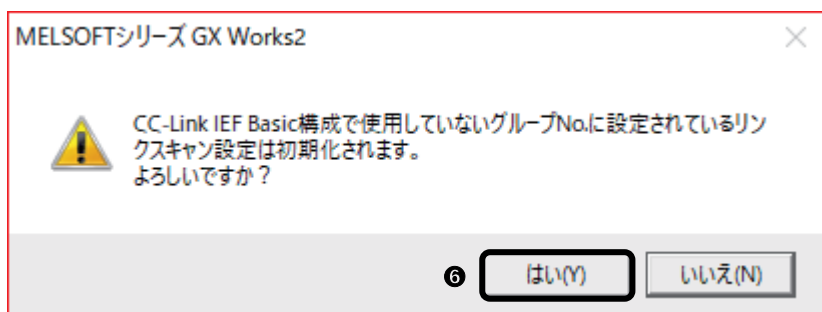 MELSOFTシリーズ GX Works2
CC-Link IEF Basic構成で使用していないグループNo.に設定されているリン
クスキャン設定は初期化されます。
よろしいですか？
❻ はい(Y) いいえ(N)